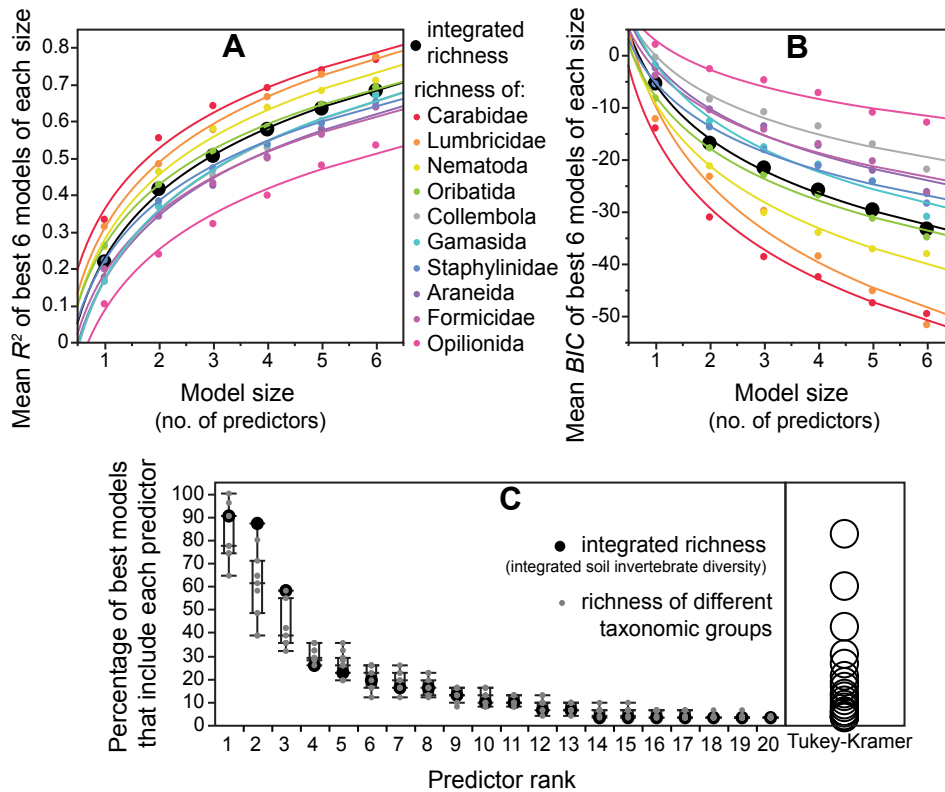 A
Mean R² of best 6 models of each size
0.8
0.7
0.6
0.5
0.4
0.3
0.2
0.1
0
1 2 3 4 5 6
Model size
(no. of predictors)
integrated
richness
richness of:
Carabidae
Lumbricidae
Nematoda
Oribatida
Collembola
Gamasida
Staphylinidae
Araneida
Formicidae
Opilionida
B
Mean BIC of best 6 models of each size
0
-10
-20
-30
-40
-50
1 2 3 4 5 6
Model size
(no. of predictors)
C
Percentage of best models
that include each predictor
100
90
80
70
60
50
40
30
20
10
0
integrated richness
(integrated soil invertebrate diversity)
richness of different
taxonomic groups
1 2 3 4 5 6 7 8 9 10 11 12 13 14 15 16 17 18 19 20
Tukey-Kramer
Predictor rank